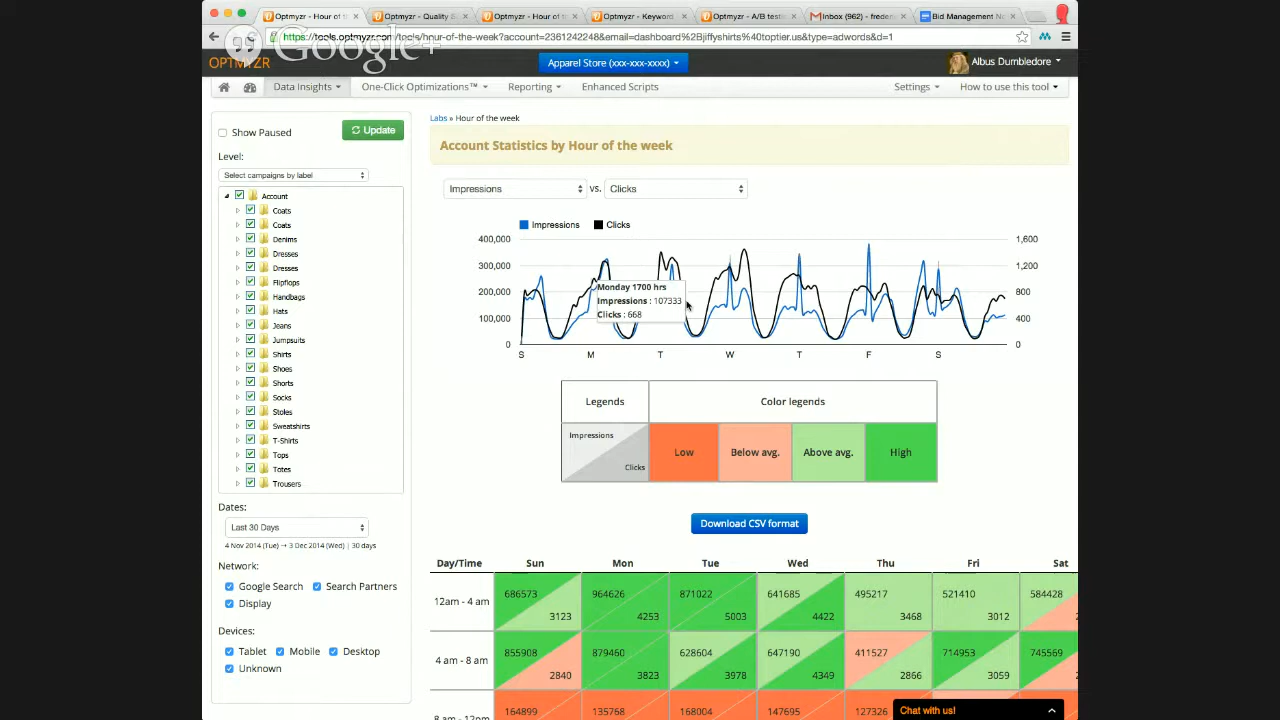 Optmyzr - Hour of t
Optmyzr - Quality S
Optmyzr - Hour of t
Optmyzr - Keyword
Optmyzr - A/B test
Inbox (962) - freder
Bid Management No
https://tools.optmyzr.com/tools/hour-of-the-week?account=2361242248&email=dashboard%2Bjiffyshirts%40toptier.us&type=adwords&d=1
Google+
OPTMYZR
Apparel Store (xxx-xxx-xxxx)
Albus Dumbledore
Data Insights
One-Click Optimizations™
Reporting
Enhanced Scripts
Settings
How to use this tool
Show Paused
Update
Level:
Select campaigns by label
Account
Coats
Coats
Denims
Dresses
Dresses
Flipflops
Handbags
Hats
Jeans
Jumpsuits
Shirts
Shoes
Shorts
Socks
Stoles
Sweatshirts
T-Shirts
Tops
Totes
Trousers
Dates:
Last 30 Days
4 Nov 2014 (Tue) → 3 Dec 2014 (Wed) | 30 days
Network:
Google Search
Search Partners
Display
Devices:
Tablet
Mobile
Desktop
Unknown
Labs » Hour of the week
Account Statistics by Hour of the week
Impressions
vs.
Clicks
Impressions
Clicks
400,000
1,600
300,000
1,200
200,000
800
100,000
400
0
0
S M T W T F S
Monday 1700 hrs
Impressions : 107333
Clicks : 668
Legends
Color legends
Impressions
Clicks
Low
Below avg.
Above avg.
High
Download CSV format
Day/Time Sun Mon Tue Wed Thu Fri Sat
12am - 4 am
686573 964626 871022 641685 495217 521410 584428
3123 4253 5003 4422 3468 3012 2
4 am - 8 am
855908 879460 628604 647190 411527 714953 745569
2840 3823 3978 4349 2866 3059 2
8 am - 12pm
164899 135768 168004 147695 127326
Chat with us!